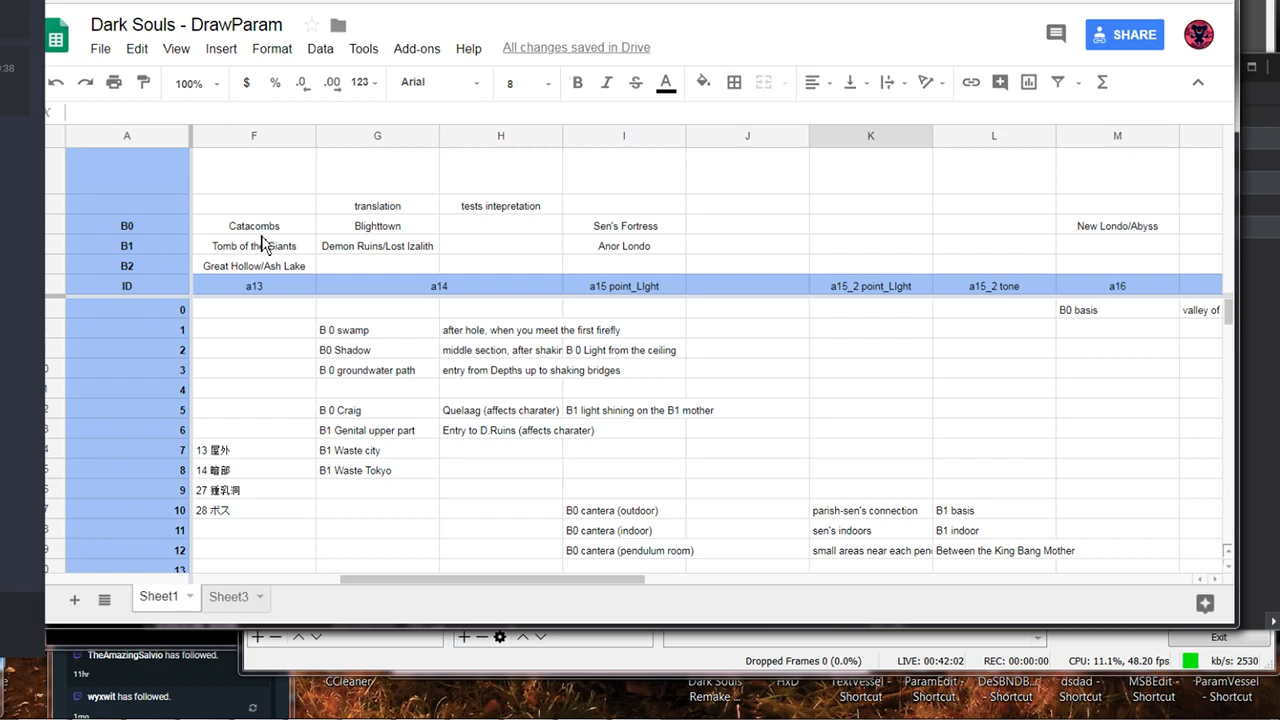 :38
Dark Souls - DrawParam
File Edit View Insert Format Data Tools Add-ons Help All changes saved in Drive
SHARE
100% $ % .0 .00 123 Arial 8 B I S A
A F G H I J K L M
translation tests intepretation
B0 Catacombs Blighttown Sen's Fortress New Londo/Abyss
B1 Tomb of the Giants Demon Ruins/Lost Izalith Anor Londo
B2 Great Hollow/Ash Lake
ID a13 a14 a15 point_LIght a15_2 point_LIght a15_2 tone a16
0 B0 basis valley of
1 B 0 swamp after hole, when you meet the first firefly
2 B0 Shadow middle section, after shakin B 0 Light from the ceiling
3 B 0 groundwater path entry from Depths up to shaking bridges
4
5 B 0 Craig Quelaag (affects charater) B1 light shining on the B1 mother
6 B1 Genital upper part Entry to D.Ruins (affects charater)
7 13 屋外 B1 Waste city
8 14 暗部 B1 Waste Tokyo
9 27 鍾乳洞
10 28 ボス B0 cantera (outdoor) parish-sen's connection B1 basis
11 B0 cantera (indoor) sen's indoors B1 indoor
12 B0 cantera (pendulum room) small areas near each pen Between the King Bang Mother
13
Sheet1 Sheet3
Exit
TheAmazingSalvio has followed.
11hr
wyxwit has followed.
1mo
Dropped Frames 0 (0.0%) LIVE: 00:42:02 REC: 00:00:00 CPU: 11.1%, 48.20 fps kb/s: 2530
CCleaner
Dark Souls Remake ... HxD TextVessel - Shortcut ParamEdit - Shortcut DeSBNDB... - Shortcut dsdad - Shortcut MSBEdit - Shortcut ParamVessel - Shortcut